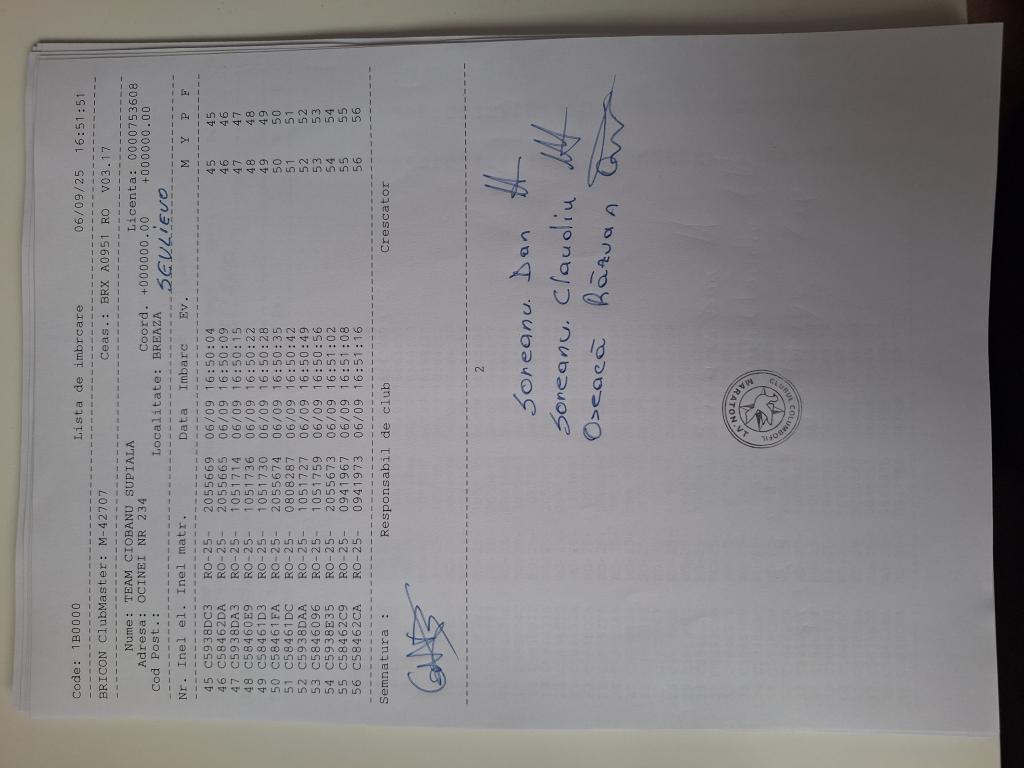 Code: 1B0000 Lista de imbrcare 06/09/25 16:51:51
BRICON ClubMaster: M-42707 Ceas.: BRX A0951 RO V03.17
Nume: TEAM CIOBANU SUPIALA Licenta: 0000753608
Adresa: OCINEI NR 234 Coord. +000000.00 +0000000.00
Cod Post.: Localitate: BREAZA SEVLIEVO
Nr. Inel el. Inel matr. Data Imbarc Ev. M Y P F
45 C5938DC3 RO-25- 2055669 06/09 16:50:04 45 45
46 C58462DA RO-25- 2055665 06/09 16:50:09 46 46
47 C5938DA3 RO-25- 1051714 06/09 16:50:15 47 47
48 C58460E9 RO-25- 1051736 06/09 16:50:22 48 48
49 C58461D3 RO-25- 1051730 06/09 16:50:28 49 49
50 C58461FA RO-25- 2055674 06/09 16:50:35 50 50
51 C58461DC RO-25- 0808287 06/09 16:50:42 51 51
52 C5938DAA RO-25- 1051727 06/09 16:50:49 52 52
53 C5846096 RO-25- 1051759 06/09 16:50:56 53 53
54 C5938E35 RO-25- 2055673 06/09 16:51:02 54 54
55 C58462C9 RO-25- 0941967 06/09 16:51:08 55 55
56 C58462CA RO-25- 0941973 06/09 16:51:16 56 56
Semnatura : Responsabil de club Crescator
2
Soneanu. Dan
Soneanu. Claudiu
Oseacă Răzvan
CLUBUL COLUMBOFIL
MARATON